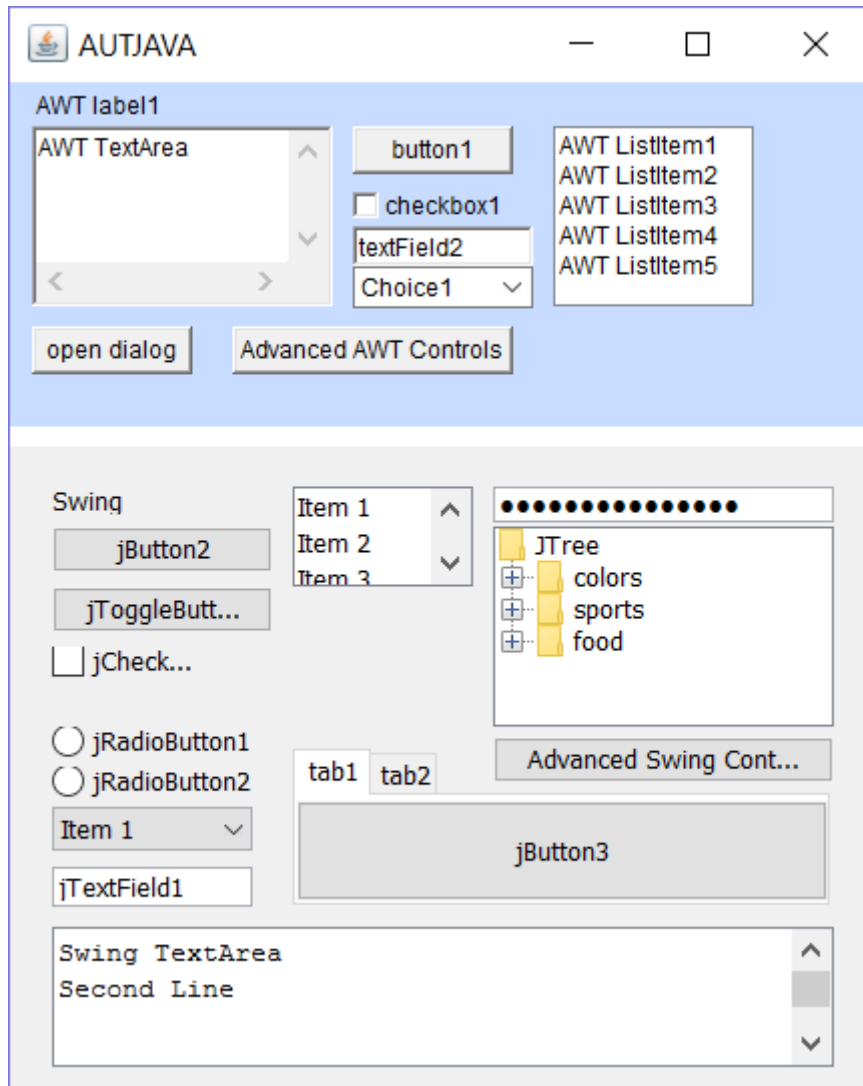 AUTJAVA
AWT label1
AWT TextArea
button1
checkbox1
textField2
Choice1
AWT ListItem1
AWT ListItem2
AWT ListItem3
AWT ListItem4
AWT ListItem5
open dialog
Advanced AWT Controls
Swing
jButton2
jToggleButt...
jCheck...
Item 1
Item 2
Item 3
●●●●●●●●●●●●●●●
JTree
colors
sports
food
jRadioButton1
jRadioButton2
Item 1
jTextField1
tab1
tab2
Advanced Swing Cont...
jButton3
Swing TextArea
Second Line